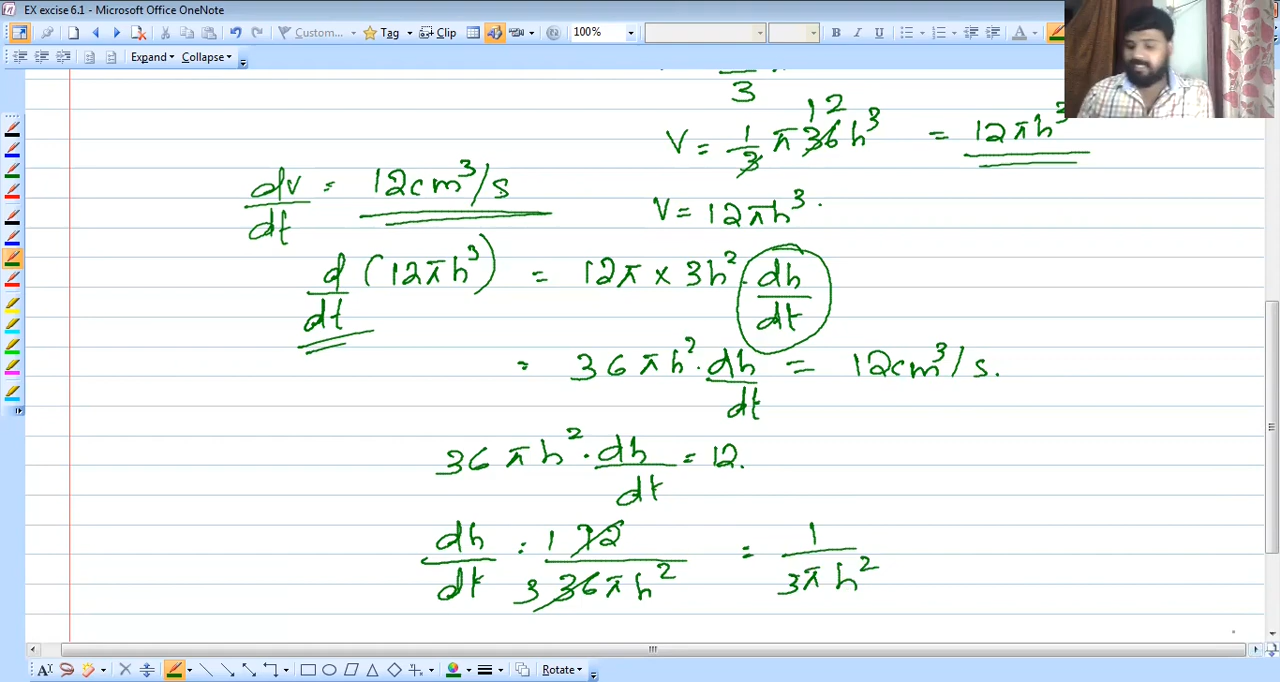 EX excise 6.1 - Microsoft Office OneNote
Custom... Tag Clip 100% B I U A
Expand Collapse
3
V = 1/3 π 36 h³ 12 = 12πh³
dv/dt = 12cm³/s
V = 12πh³.
d/dt (12πh³) = 12π × 3h² · dh/dt
= 36πh² · dh/dt = 12cm³/s.
36πh² · dh/dt = 12.
dh/dt = 1 12 / 3 36πh² = 1/3πh²
A Rotate